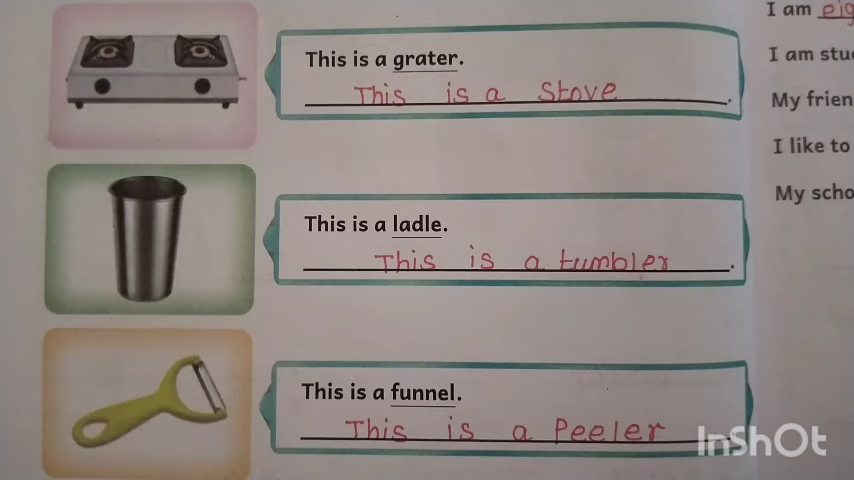 This is a grater.
This is a Stove.
This is a ladle.
This is a tumbler.
This is a funnel.
This is a Peeler
I am eig
I am stu
My frien
I like to
My scho
InShOt